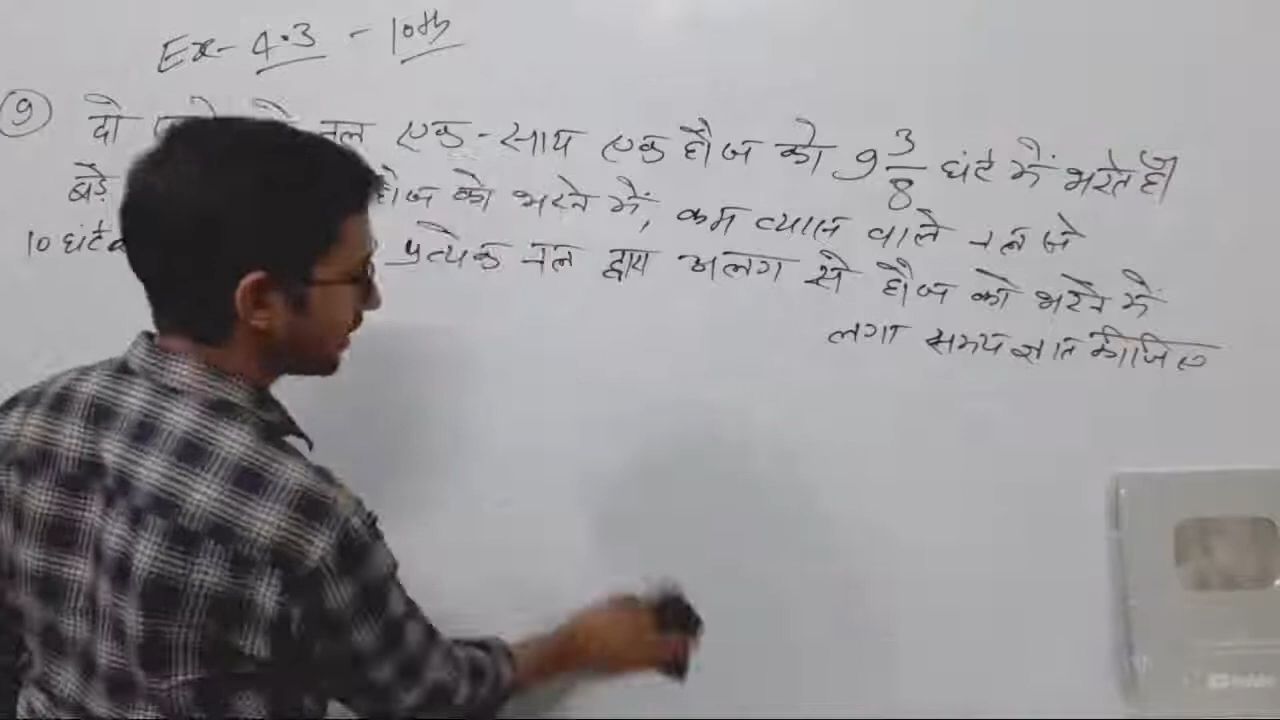 Ex- 4.3 - 10th
9 दो नल एक-साथ एक हौज को 9 3/8 घंटे में भरते हैं
बड़े हौज को भरने में, कम व्यास वाले नल से
10 घंटे प्रत्येक नल द्वारा अलग से हौज को भरने में
लगा समय ज्ञात कीजिए